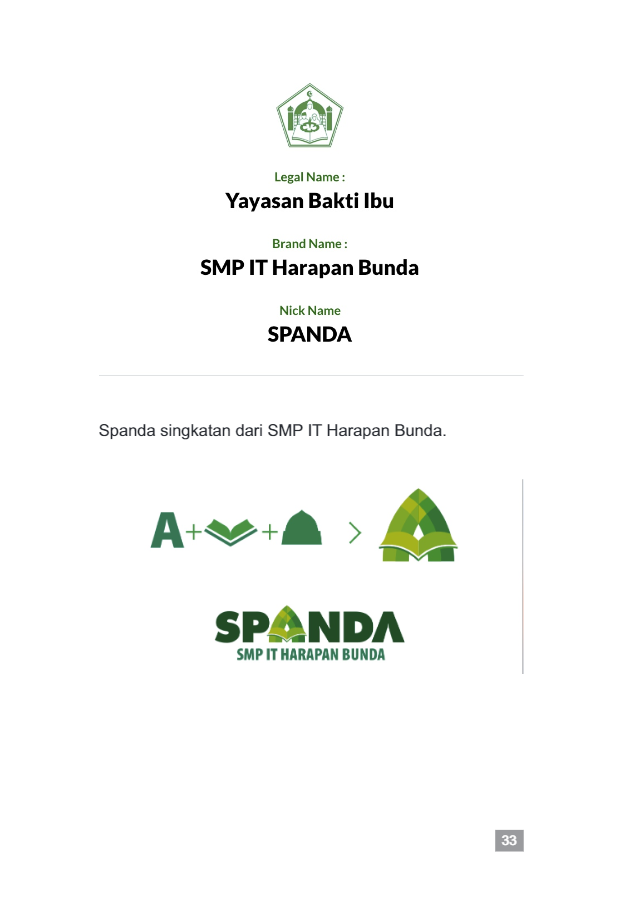 Legal Name :
Yayasan Bakti Ibu
Brand Name :
SMP IT Harapan Bunda
Nick Name
SPANDA
Spanda singkatan dari SMP IT Harapan Bunda.
A + + >
SPANDA
SMP IT HARAPAN BUNDA
33